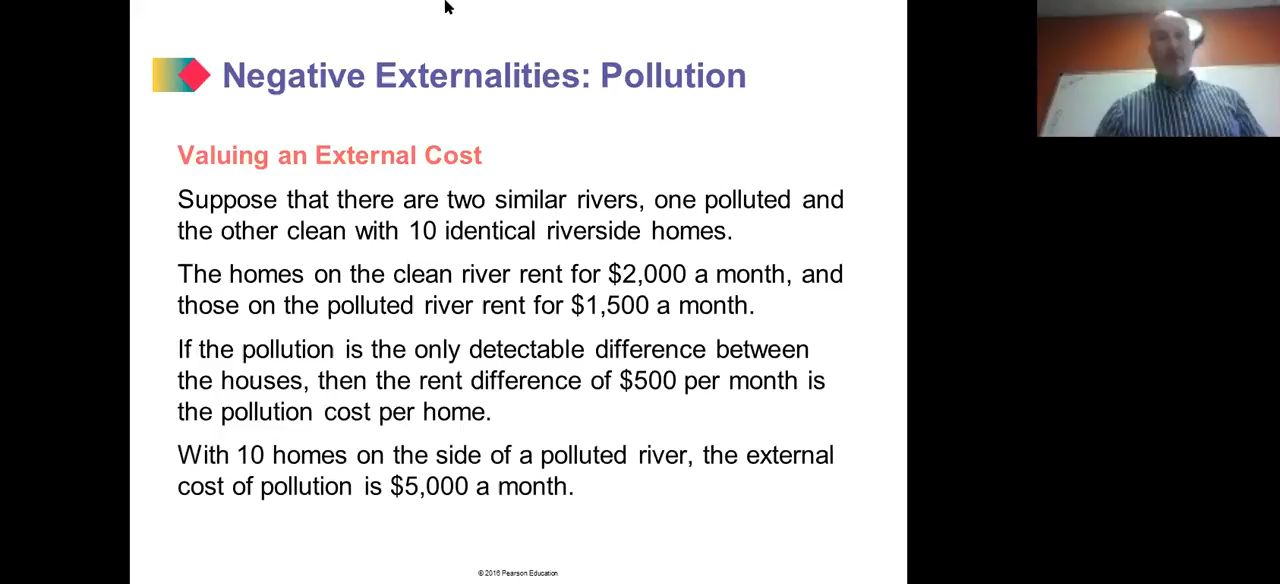 Negative Externalities: Pollution
Valuing an External Cost
Suppose that there are two similar rivers, one polluted and
the other clean with 10 identical riverside homes.
The homes on the clean river rent for $2,000 a month, and
those on the polluted river rent for $1,500 a month.
If the pollution is the only detectable difference between
the houses, then the rent difference of $500 per month is
the pollution cost per home.
With 10 homes on the side of a polluted river, the external
cost of pollution is $5,000 a month.
© 2016 Pearson Education